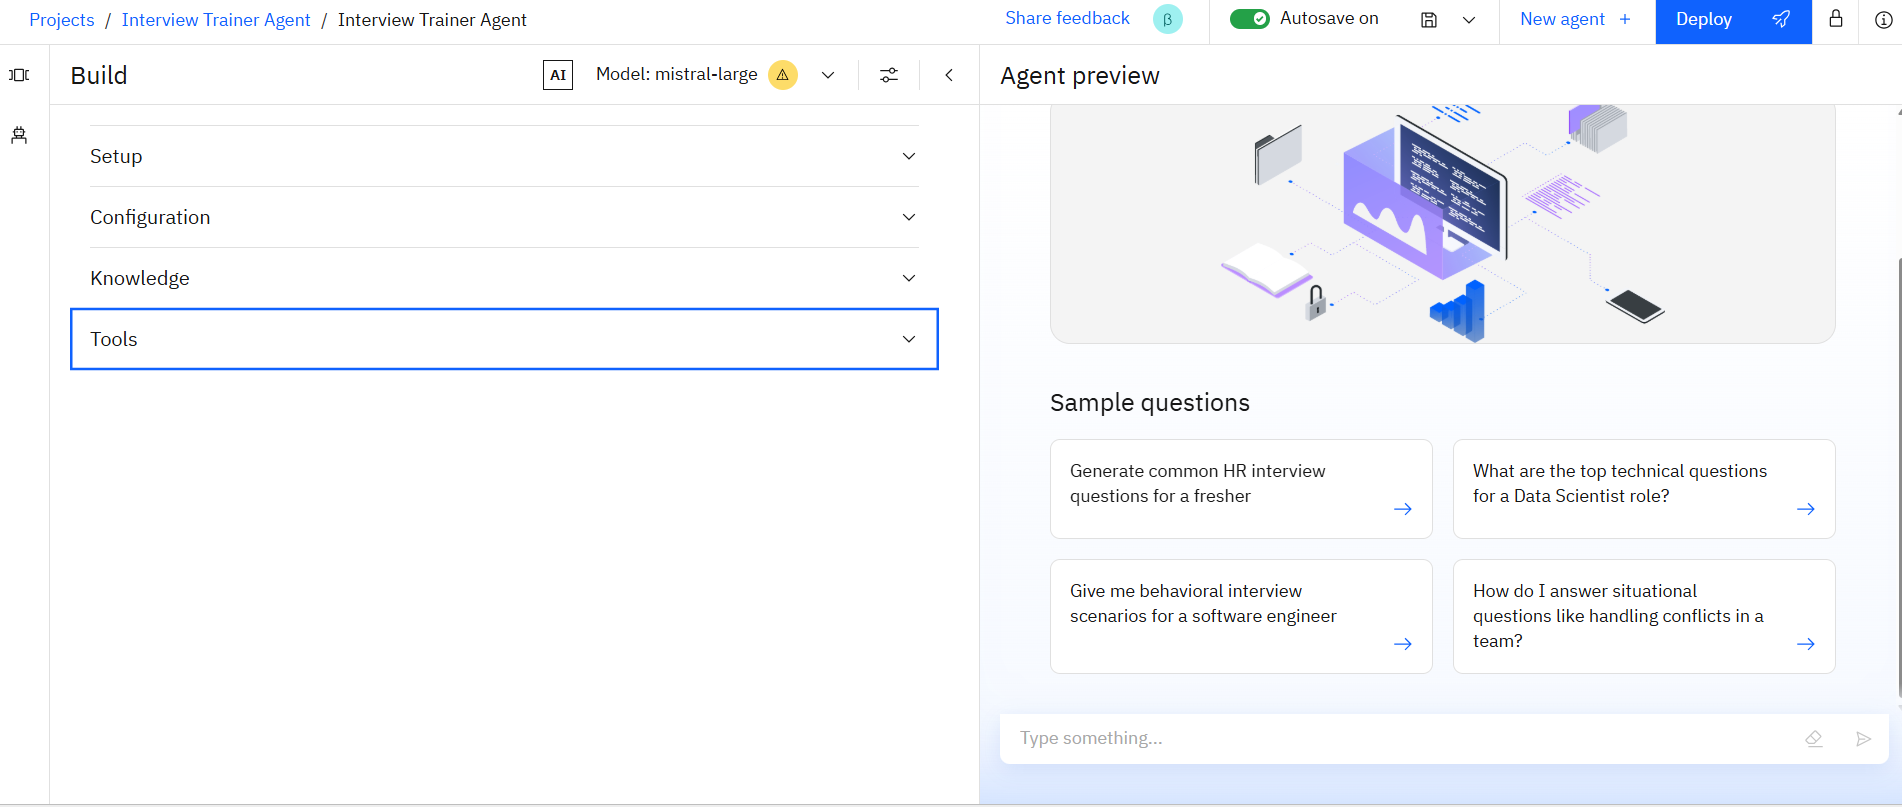 Projects / Interview Trainer Agent / Interview Trainer Agent
Share feedback β
Autosave on
New agent +
Deploy
Build
AI Model: mistral-large
Setup
Configuration
Knowledge
Tools
Agent preview
Sample questions
Generate common HR interview
questions for a fresher
What are the top technical questions
for a Data Scientist role?
Give me behavioral interview
scenarios for a software engineer
How do I answer situational
questions like handling conflicts in a
team?
Type something...